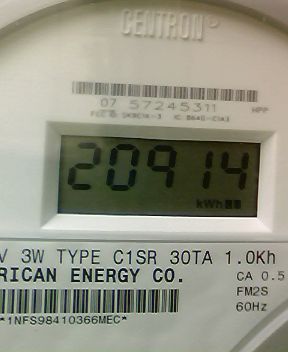 CENTRON®
07 57245311 HPP
20914
kWh
V 3W TYPE C1SR 30TA 1.0Kh
RICAN ENERGY CO.
CA 0.5
FM2S
60Hz
*1NFS98410366MEC*